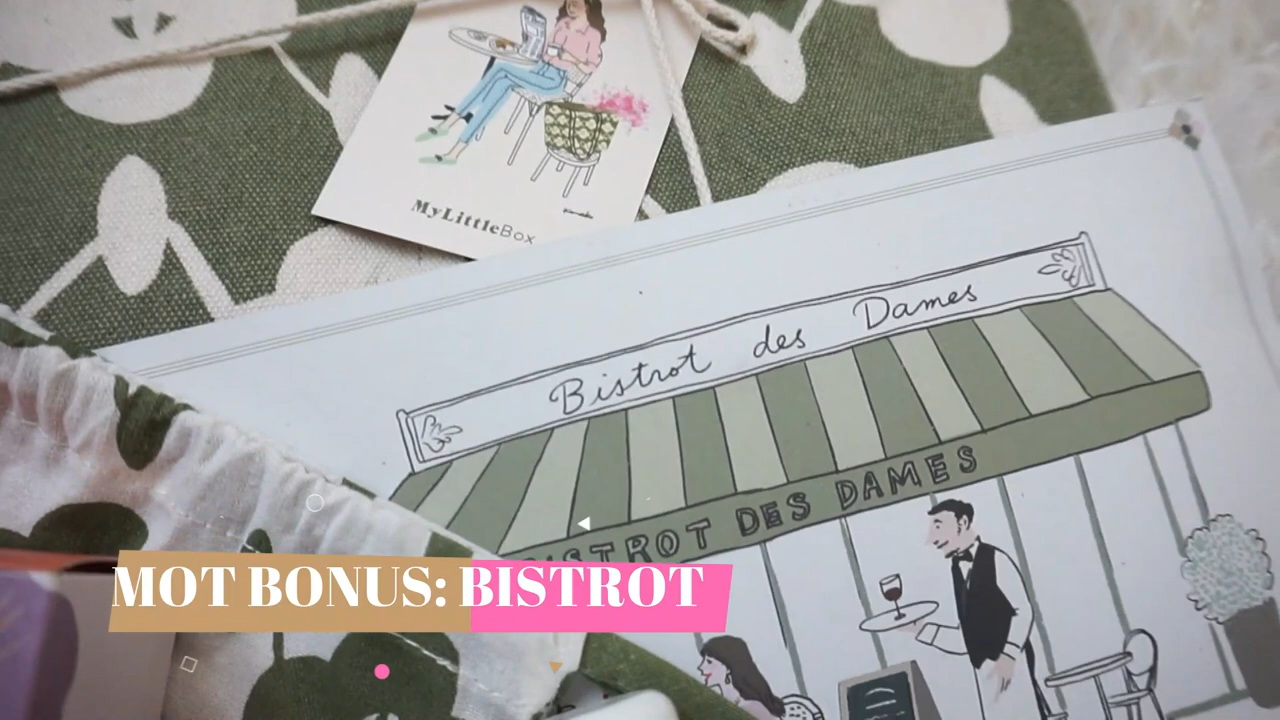 MyLittleBox
Bistrot des Dames
BISTROT DES DAMES
MOT BONUS: BISTROT